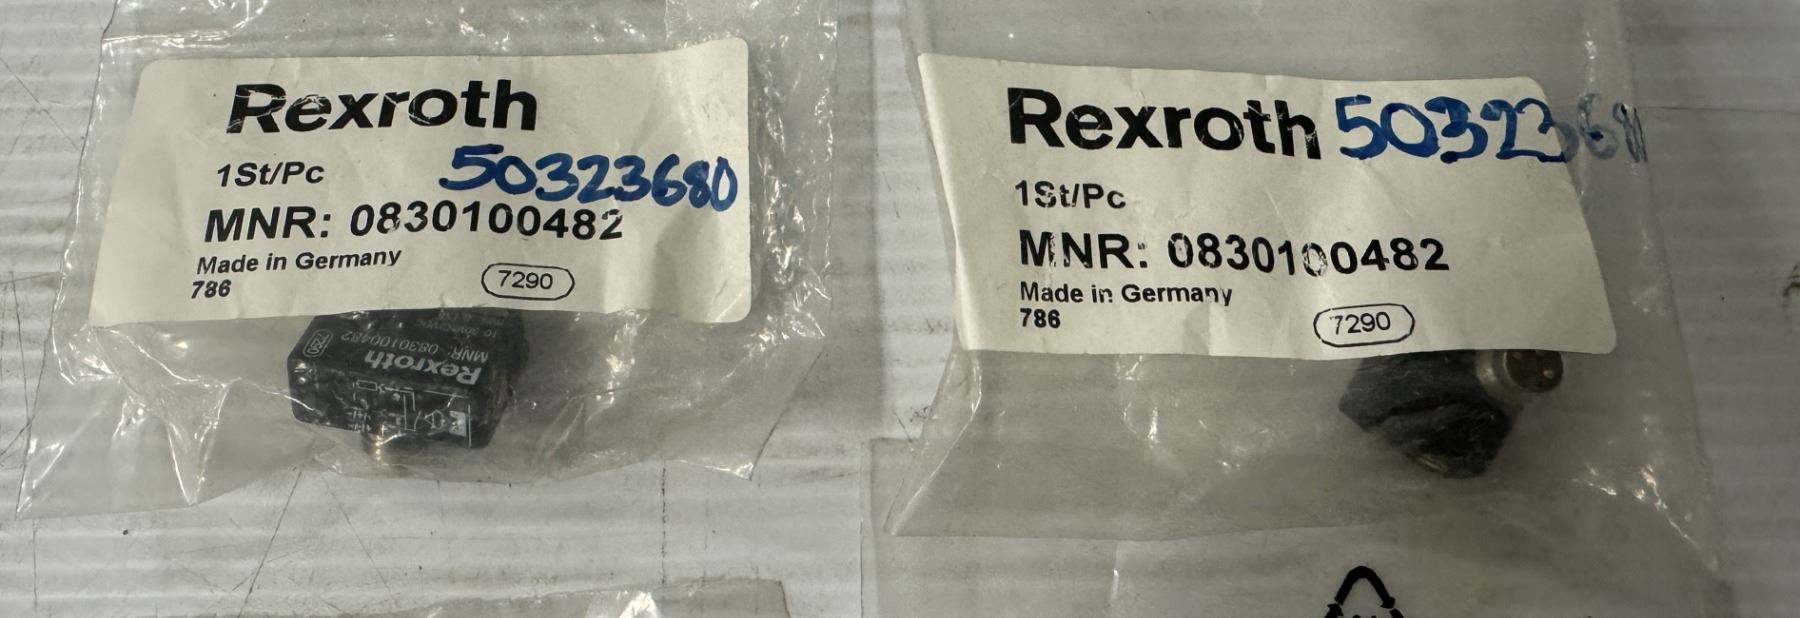 Rexroth
50323680
1St/Pc
MNR: 0830100482
Made in Germany
7290
786
MNR: 0830100482
Rexroth
Rexroth 5032368
1St/Pc
MNR: 0830100482
Made in Germany
786
7290